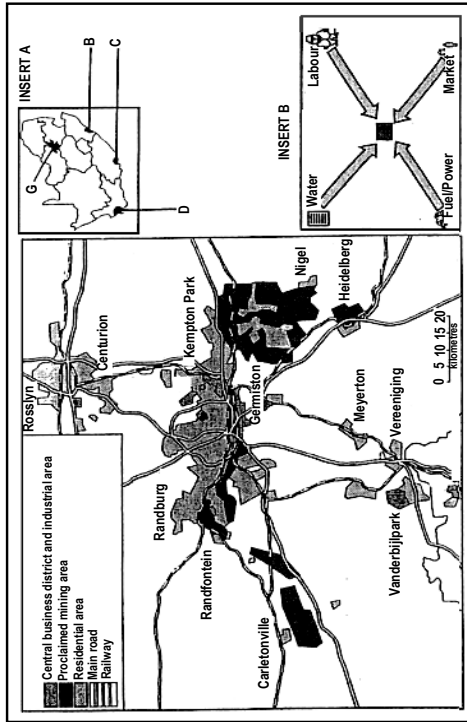 Central business district and industrial area
Proclaimed mining area
Residential area
Main road
Railway
Rosslyn
Centurion
Kempton Park
Randburg
Randfontein
Germiston
Nigel
Heidelberg
Carletonville
Meyerton
Vereeniging
Vanderbijlpark
0 5 10 15 20
kilometres
INSERT A
G
B
C
D
INSERT B
Water
Labour
Fuel/Power
Market